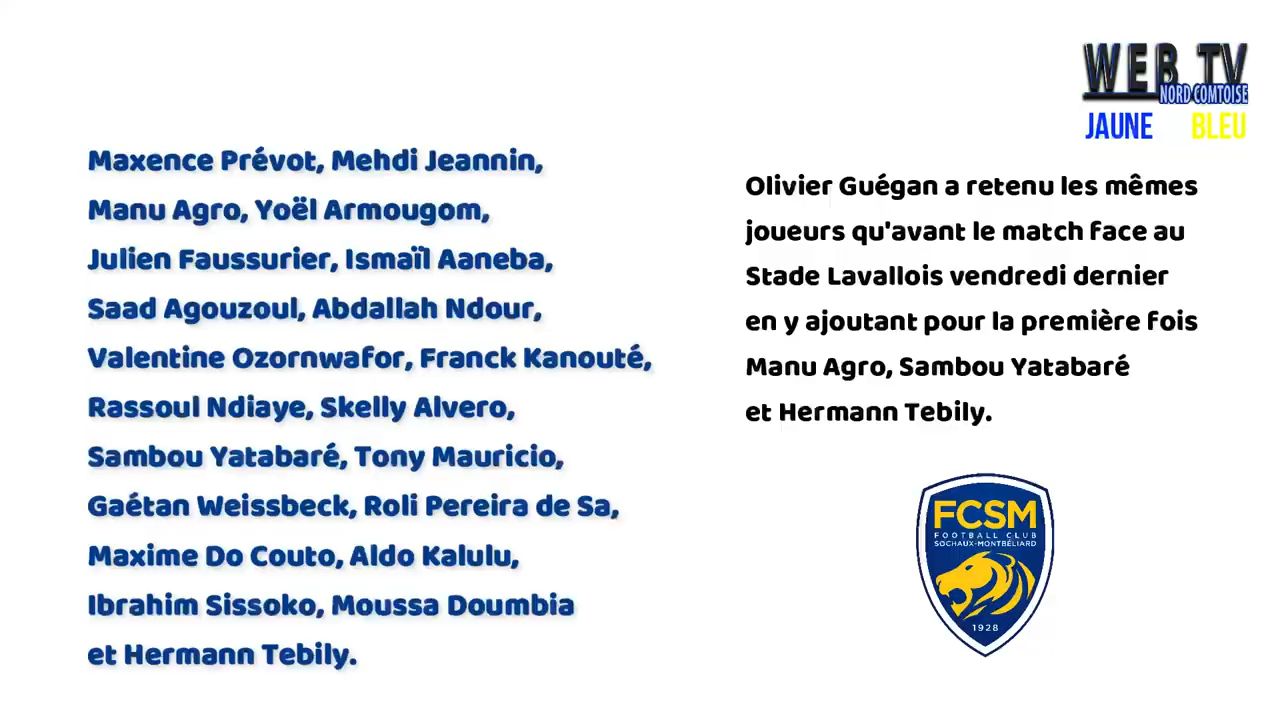 WEB TV
NORD COMTOISE
JAUNE BLEU
Maxence Prévot, Mehdi Jeannin,
Manu Agro, Yoël Armougom,
Julien Faussurier, Ismaïl Aaneba,
Saad Agouzoul, Abdallah Ndour,
Valentine Ozornwafor, Franck Kanouté,
Rassoul Ndiaye, Skelly Alvero,
Sambou Yatabaré, Tony Mauricio,
Gaétan Weissbeck, Roli Pereira de Sa,
Maxime Do Couto, Aldo Kalulu,
Ibrahim Sissoko, Moussa Doumbia
et Hermann Tebily.
Olivier Guégan a retenu les mêmes
joueurs qu'avant le match face au
Stade Lavallois vendredi dernier
en y ajoutant pour la première fois
Manu Agro, Sambou Yatabaré
et Hermann Tebily.
FCSM
FOOTBALL CLUB
SOCHAUX-MONTBÉLIARD
1928